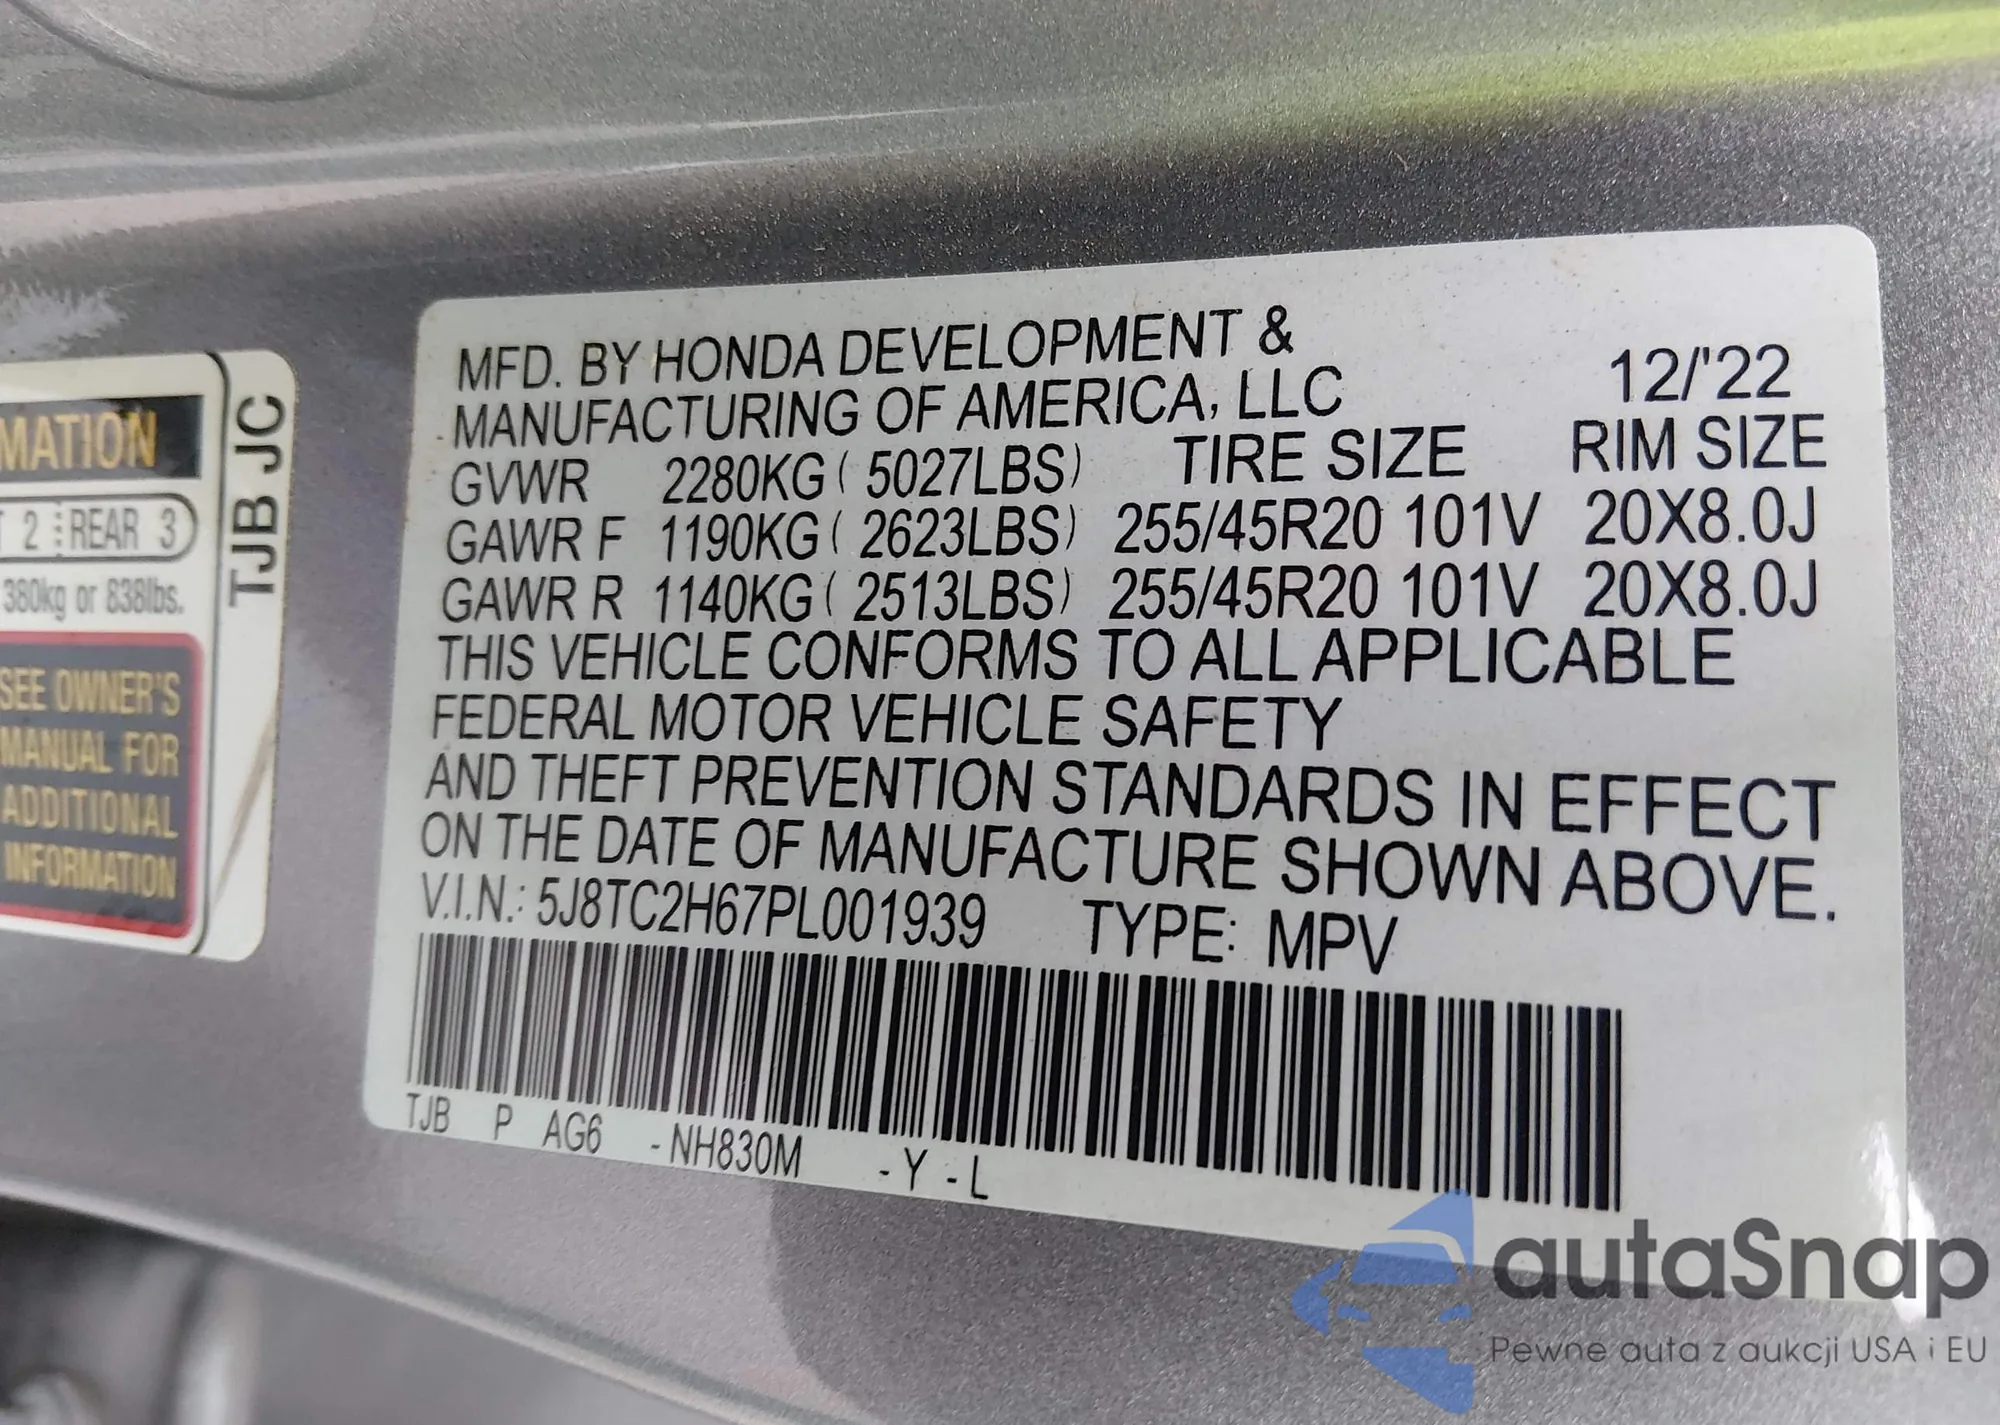 MATION
T 2 REAR 3
380kg or 838lbs.
SEE OWNER'S
MANUAL FOR
ADDITIONAL
INFORMATION
TJB JC
MFD. BY HONDA DEVELOPMENT &
MANUFACTURING OF AMERICA, LLC 12/'22
GVWR 2280KG ( 5027LBS) TIRE SIZE RIM SIZE
GAWR F 1190KG ( 2623LBS) 255/45R20 101V 20X8.0J
GAWR R 1140KG ( 2513LBS) 255/45R20 101V 20X8.0J
THIS VEHICLE CONFORMS TO ALL APPLICABLE
FEDERAL MOTOR VEHICLE SAFETY
AND THEFT PREVENTION STANDARDS IN EFFECT
ON THE DATE OF MANUFACTURE SHOWN ABOVE.
V.I.N.: 5J8TC2H67PL001939 TYPE: MPV
TJB P AG6 -NH830M -Y-L
autaSnap
Pewne auta z aukcji USA i EU